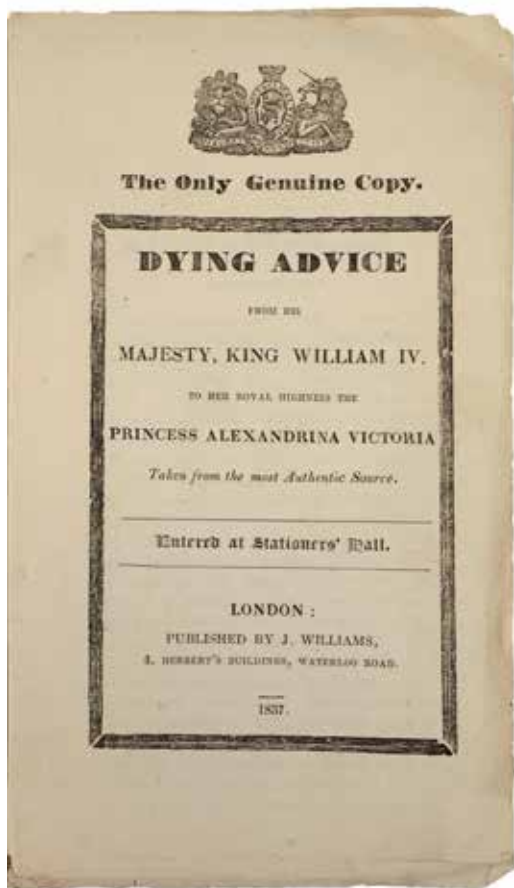 The Only Genuine Copy.
DYING ADVICE
FROM HIS
MAJESTY, KING WILLIAM IV.
TO HER ROYAL HIGHNESS THE
PRINCESS ALEXANDRINA VICTORIA
Taken from the most Authentic Source.
Entered at Stationers' Hall.
LONDON:
PUBLISHED BY J. WILLIAMS,
4. HERBERT'S BUILDINGS, WATERLOO ROAD.
1837.